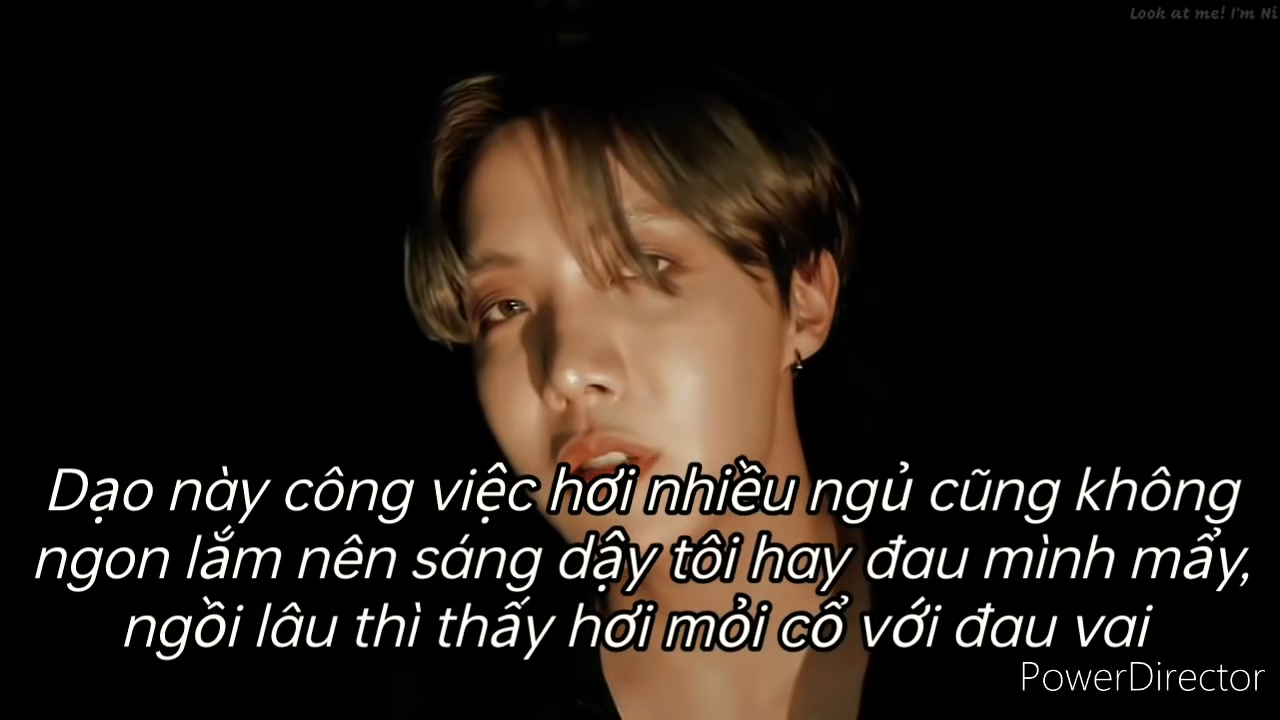 Look at me! I'm Ni
Dạo này công việc hơi nhiều ngủ cũng không
ngon lắm nên sáng dậy tôi hay đau mình mẩy,
ngồi lâu thì thấy hơi mỏi cổ với đau vai
PowerDirector